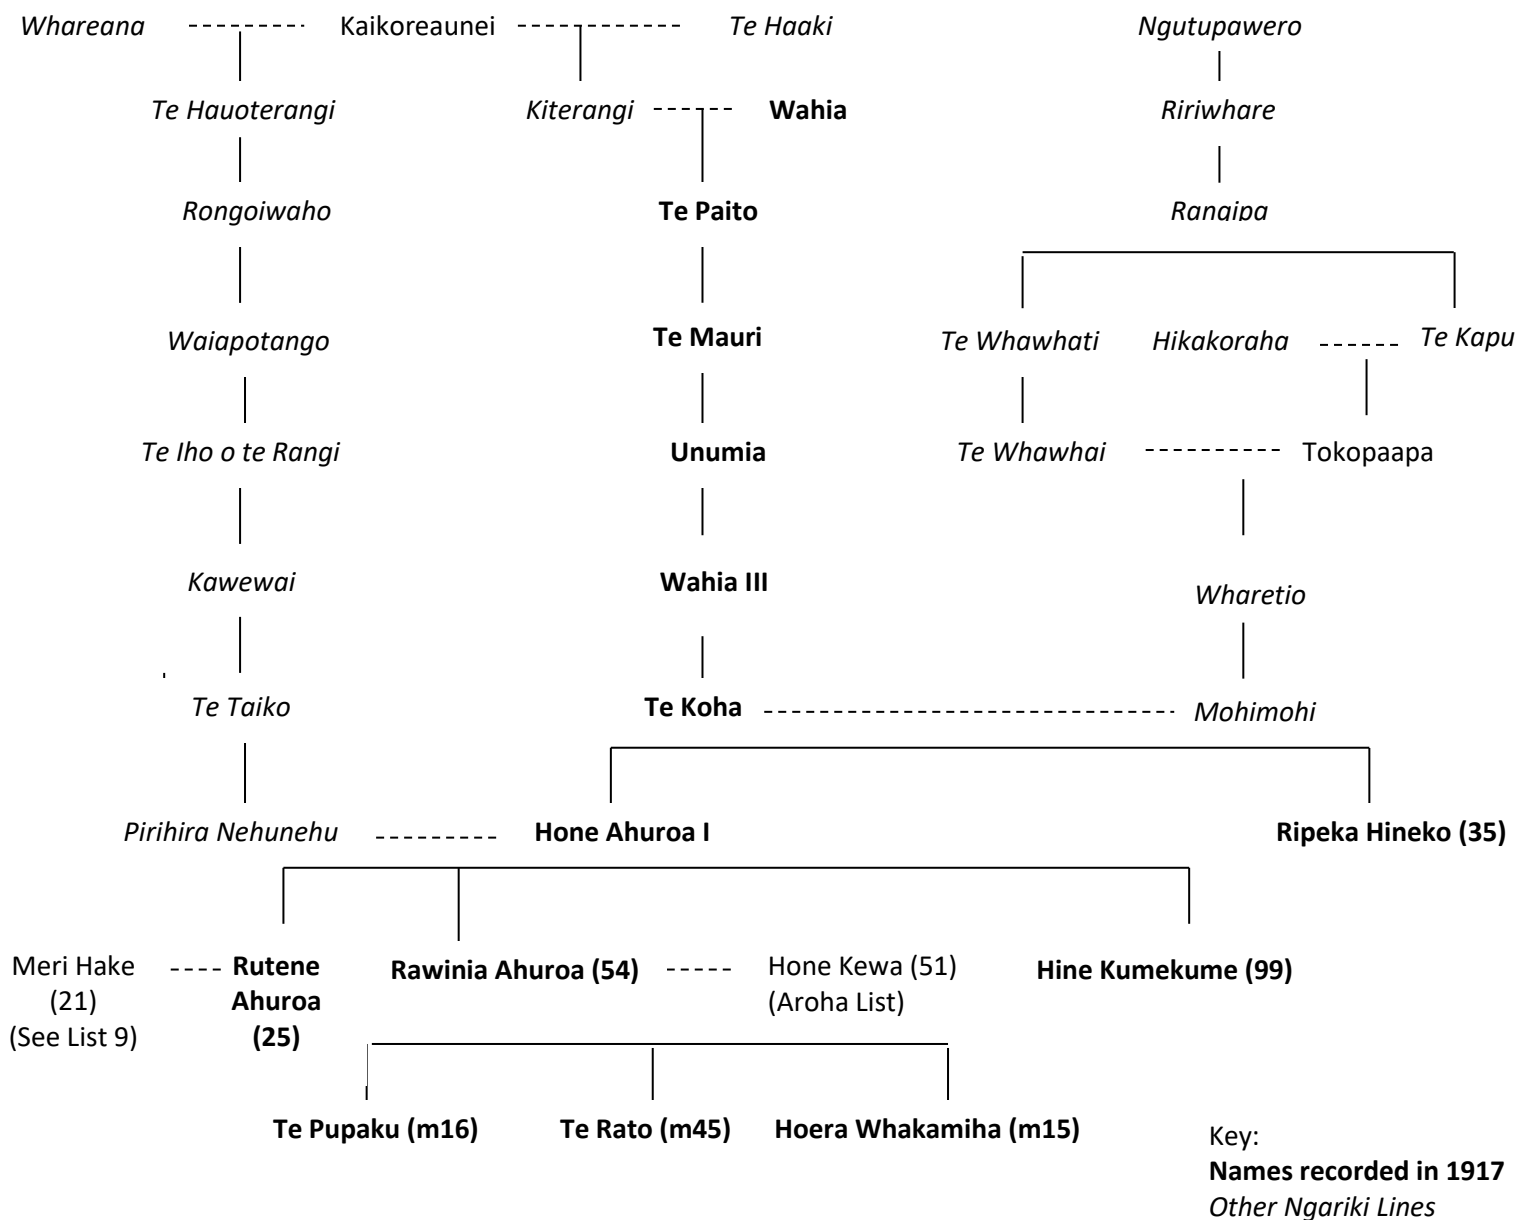 Whareana Kaikoreaunei Te Haaki Ngutupawero
Te Hauoterangi Kiterangi Wahia Ririwhare
Rongoiwaho Te Paito Rangipa
Waiapotango Te Mauri Te Whawhati Hikakoraha Te Kapu
Te Iho o te Rangi Unumia Te Whawhai Tokopaapa
Kawewai Wahia III Wharetio
Te Taiko Te Koha Mohimohi
Pirihira Nehunehu Hone Ahuroa I Ripeka Hineko (35)
Meri Hake
(21)
(See List 9)
Rutene
Ahuroa
(25)
Rawinia Ahuroa (54)
Hone Kewa (51)
(Aroha List)
Hine Kumekume (99)
Te Pupaku (m16) Te Rato (m45) Hoera Whakamiha (m15)
Key:
Names recorded in 1917
Other Ngariki Lines